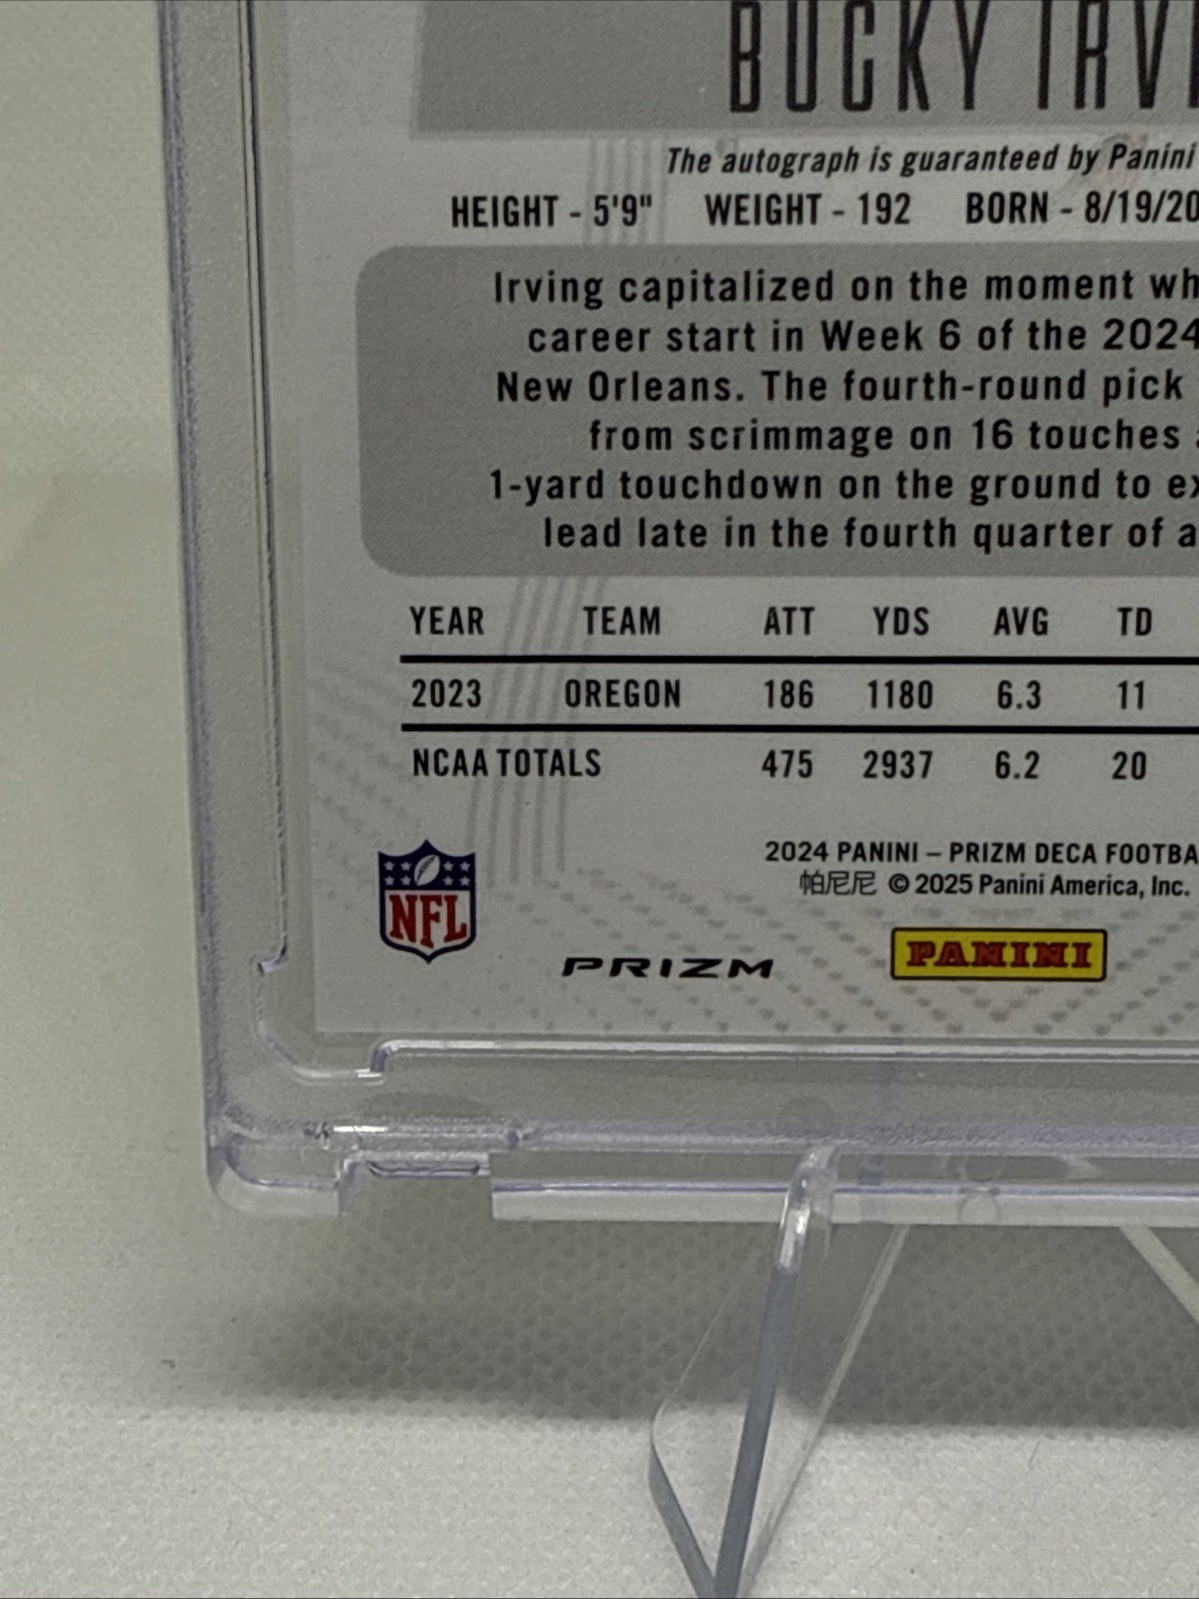 BUCKY IRVI
The autograph is guaranteed by Panini
HEIGHT - 5'9" WEIGHT - 192 BORN - 8/19/20
Irving capitalized on the moment wh
career start in Week 6 of the 2024
New Orleans. The fourth-round pick
from scrimmage on 16 touches
1-yard touchdown on the ground to ex
lead late in the fourth quarter of a
YEAR TEAM ATT YDS AVG TD
2023 OREGON 186 1180 6.3 11
NCAA TOTALS 475 2937 6.2 20
2024 PANINI – PRIZM DECA FOOTBA
帕尼尼 © 2025 Panini America, Inc.
NFL
PRIZM
PANINI